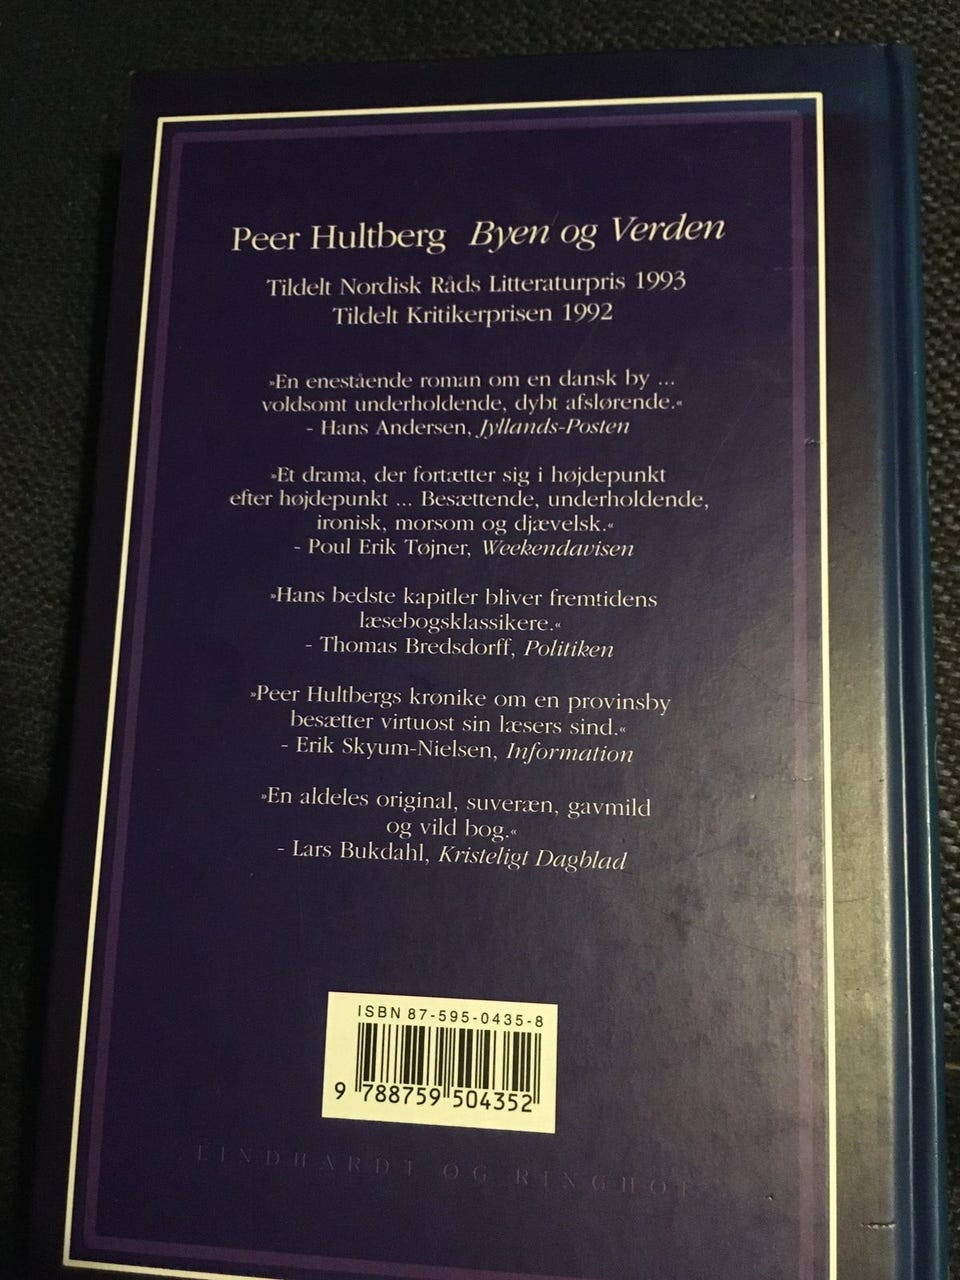 Peer Hultberg Byen og Verden
Tildelt Nordisk Råds Litteraturpris 1993
Tildelt Kritikerprisen 1992
»En enestående roman om en dansk by ...
voldsomt underholdende, dybt afslørende.«
- Hans Andersen, Jyllands-Posten
»Et drama, der fortætter sig i højdepunkt
efter højdepunkt ... Besættende, underholdende,
ironisk, morsom og djævelsk.«
- Poul Erik Tøjner, Weekendavisen
»Hans bedste kapitler bliver fremtidens
læsebogsklassikere.«
- Thomas Bredsdorff, Politiken
»Peer Hultbergs krønike om en provinsby
besætter virtuost sin læsers sind.«
- Erik Skyum-Nielsen, Information
»En aldeles original, suveræn, gavmild
og vild bog.«
- Lars Bukdahl, Kristeligt Dagblad
ISBN 87-595-0435-8
9 788759 504352
LINDHARDT OG RINGHOF